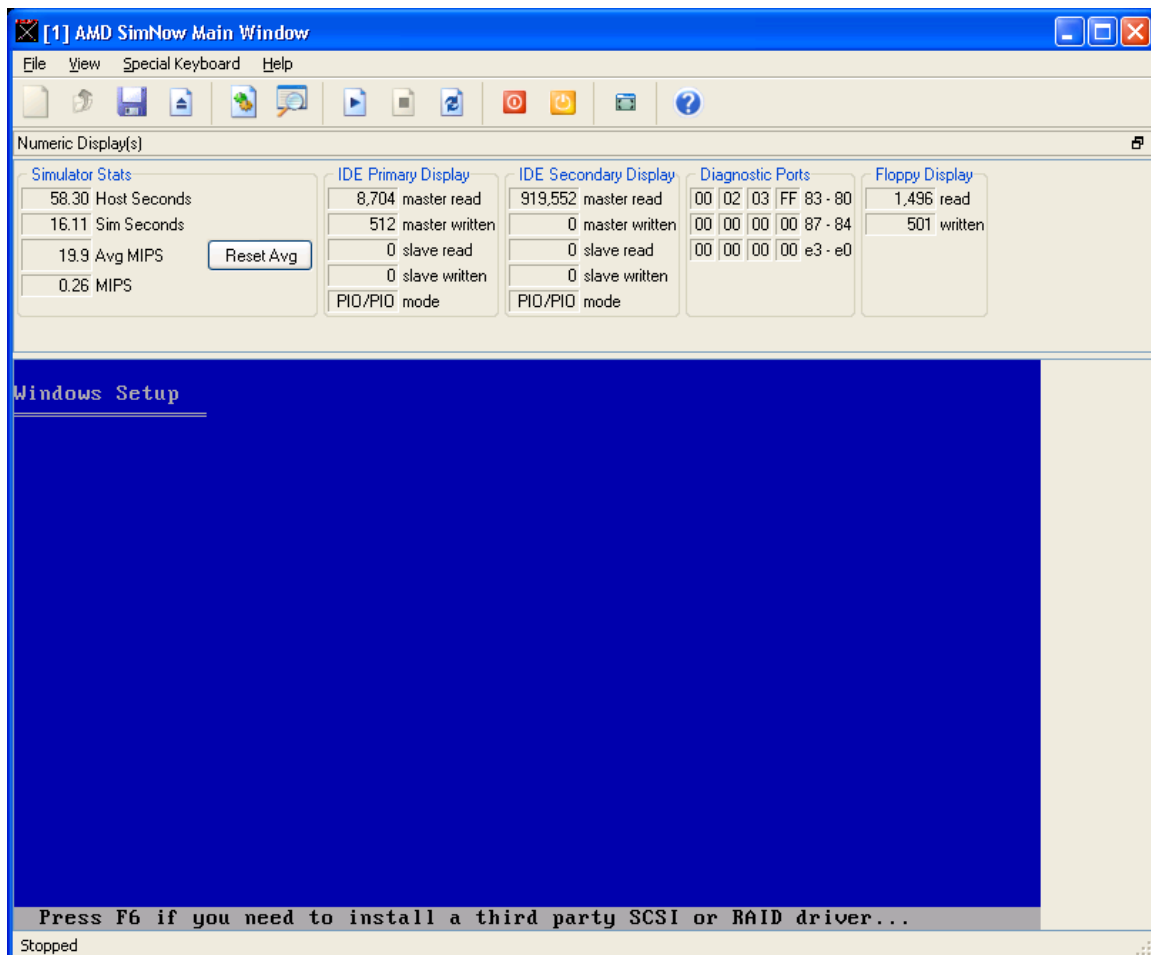 [1] AMD SimNow Main Window
File View Special Keyboard Help
Numeric Display(s)
Simulator Stats
58.30 Host Seconds
16.11 Sim Seconds
19.9 Avg MIPS Reset Avg
0.26 MIPS
IDE Primary Display
8,704 master read
512 master written
0 slave read
0 slave written
PIO/PIO mode
IDE Secondary Display
919,552 master read
0 master written
0 slave read
0 slave written
PIO/PIO mode
Diagnostic Ports
00 02 03 FF 83 - 80
00 00 00 00 87 - 84
00 00 00 00 e3 - e0
Floppy Display
1,496 read
501 written
Windows Setup
Press F6 if you need to install a third party SCSI or RAID driver...
Stopped